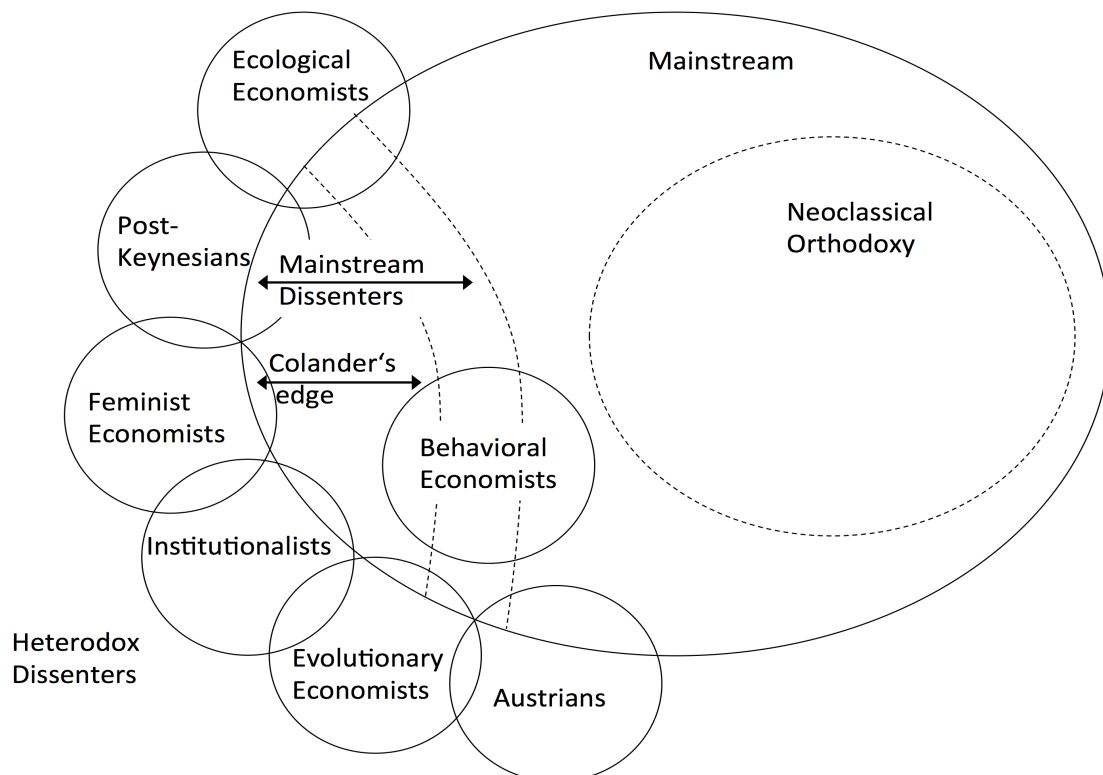 Ecological
Economists
Mainstream
Neoclassical
Orthodoxy
Post-
Keynesians
Mainstream
Dissenters
Colander‘s
edge
Feminist
Economists
Behavioral
Economists
Institutionalists
Heterodox
Dissenters
Evolutionary
Economists
Austrians